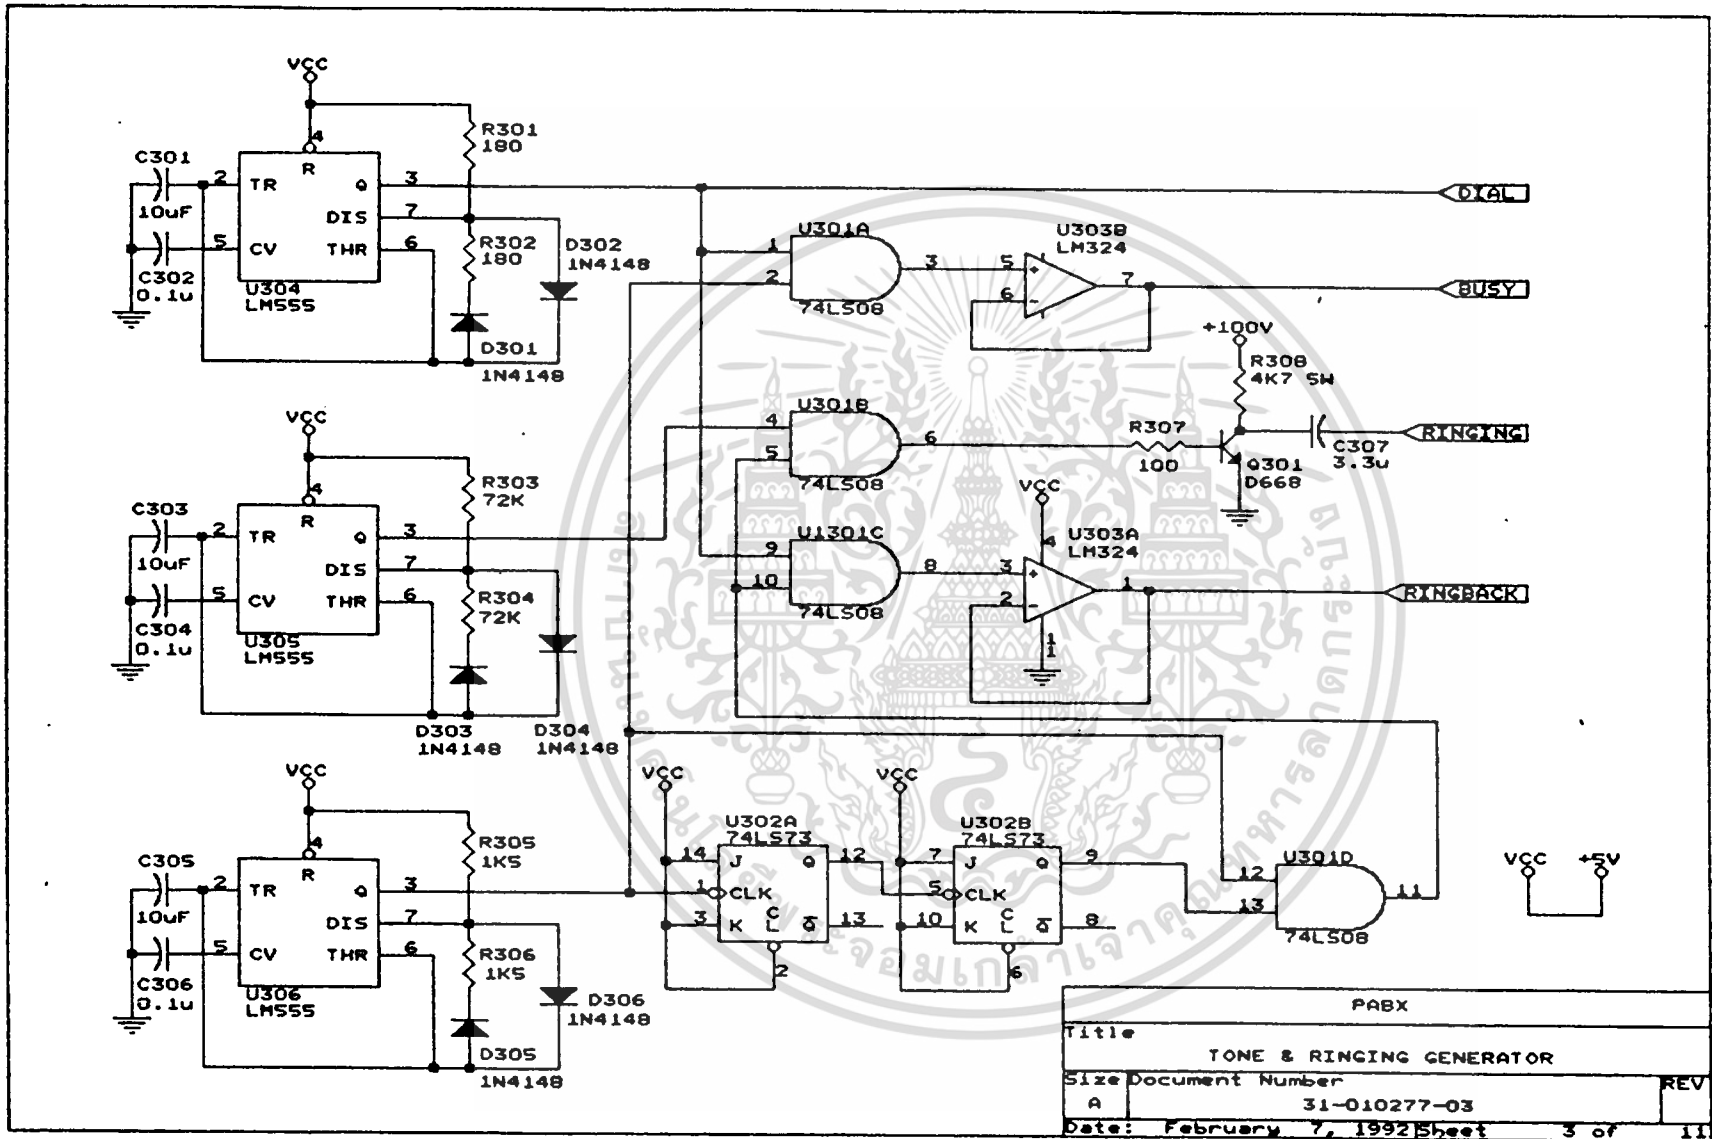 VCC
R301
180
C301
10uF
C302
0.1u
4
R
2
TR
Q
3
DIS
7
5
CV
THR
6
U304
LM555
R302
180
D302
1N4148
D301
1N4148
DIAL
U301A
1
2
3
74LS08
U303B
LM324
5
+
6
-
7
BUSY
+100V
R308
4K7 5W
VCC
R303
72K
C303
10uF
C304
0.1u
4
R
2
TR
Q
3
DIS
7
5
CV
THR
6
U305
LM555
R304
72K
D303
1N4148
D304
1N4148
U301B
4
5
6
74LS08
R307
100
Q301
D668
C307
3.3u
RINGING
U1301C
9
10
8
74LS08
VCC
4
U303A
LM324
3
+
2
-
1
1
1
RINGBACK
VCC
R305
1K5
C305
10uF
C306
0.1u
4
R
2
TR
Q
3
DIS
7
5
CV
THR
6
U306
LM555
R306
1K5
D306
1N4148
D305
1N4148
VCC
U302A
74LS73
14
J
Q
12
1
CLK
3
K
C
L
Q
13
2
VCC
U302B
74LS73
7
J
Q
9
5
CLK
10
K
C
L
Q
8
6
U301D
12
13
11
74LS08
VCC
+5V
PABX
Title
TONE & RINGING GENERATOR
Size
Document Number
REV
A
31-010277-03
Date: February 7, 1992
Sheet 3 of 11